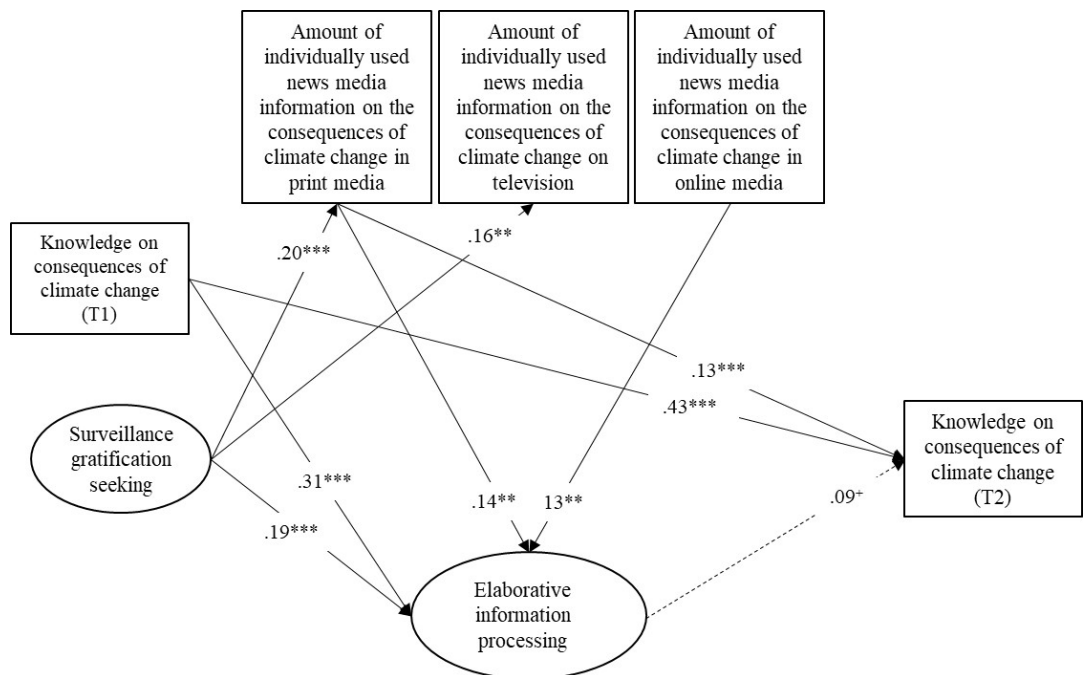 Amount of
individually used
news media
information on the
consequences of
climate change in
print media
Amount of
individually used
news media
information on the
consequences of
climate change on
television
Amount of
individually used
news media
information on the
consequences of
climate change in
online media
Knowledge on
consequences of
climate change
(T1)
.20***
.16**
.13***
.43***
Surveillance
gratification
seeking
Knowledge on
consequences of
climate change
(T2)
.31***
.19***
.14**
13**
.09⁺
Elaborative
information
processing